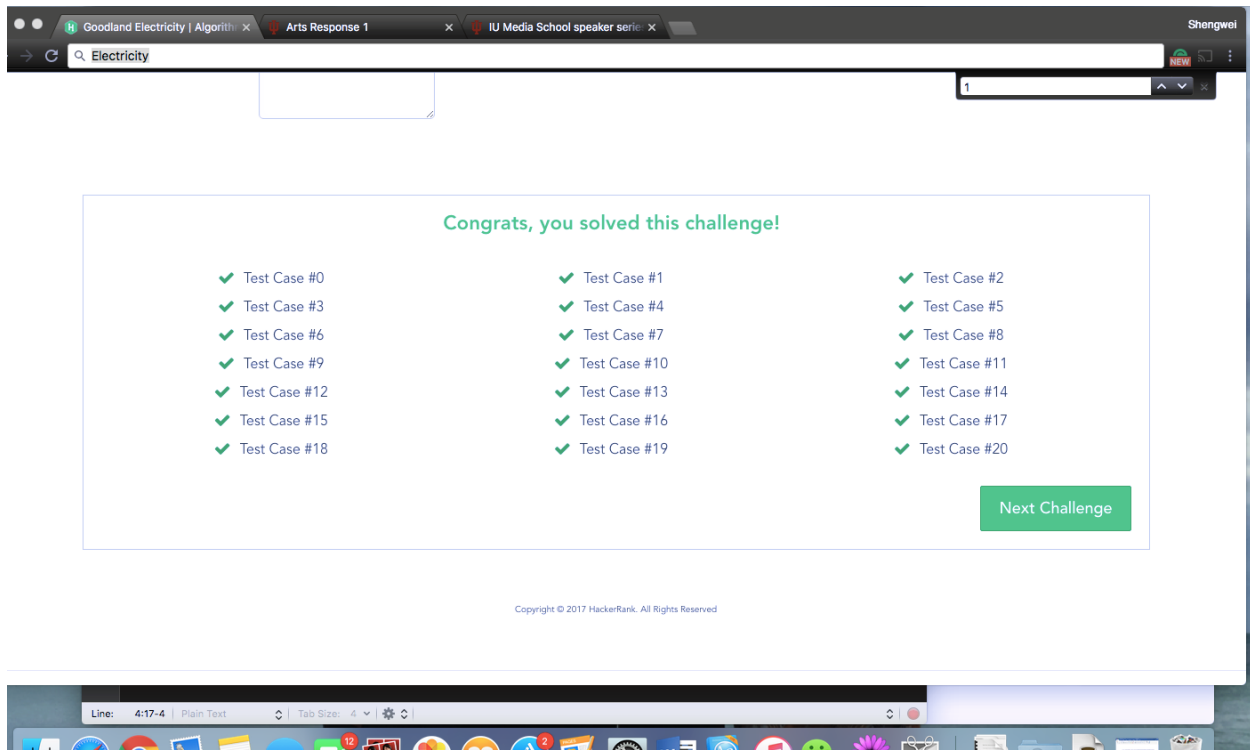 Goodland Electricity | Algorith
Arts Response 1
IU Media School speaker serie
Shengwei
Electricity
NEW
1
Congrats, you solved this challenge!
Test Case #0 Test Case #1 Test Case #2
Test Case #3 Test Case #4 Test Case #5
Test Case #6 Test Case #7 Test Case #8
Test Case #9 Test Case #10 Test Case #11
Test Case #12 Test Case #13 Test Case #14
Test Case #15 Test Case #16 Test Case #17
Test Case #18 Test Case #19 Test Case #20
Next Challenge
Copyright © 2017 HackerRank. All Rights Reserved
Line: 4:17-4 Plain Text Tab Size: 4
12
2